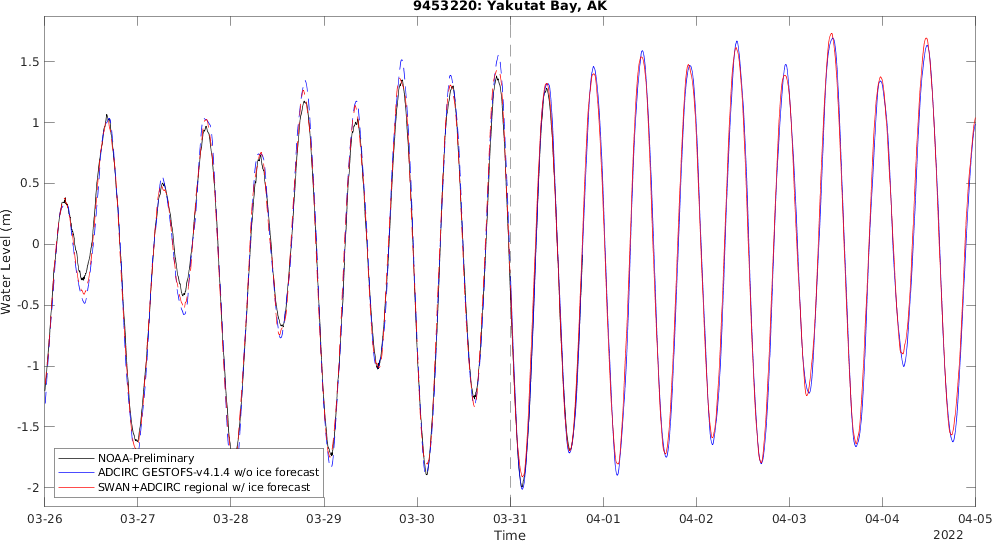 9453220: Yakutat Bay, AK
Water Level (m)
1.5
1
0.5
0
-0.5
-1
-1.5
-2
NOAA-Preliminary
ADCIRC GESTOFS-v4.1.4 w/o ice forecast
SWAN+ADCIRC regional w/ ice forecast
03-26 03-27 03-28 03-29 03-30 03-31 04-01 04-02 04-03 04-04 04-05
Time
2022